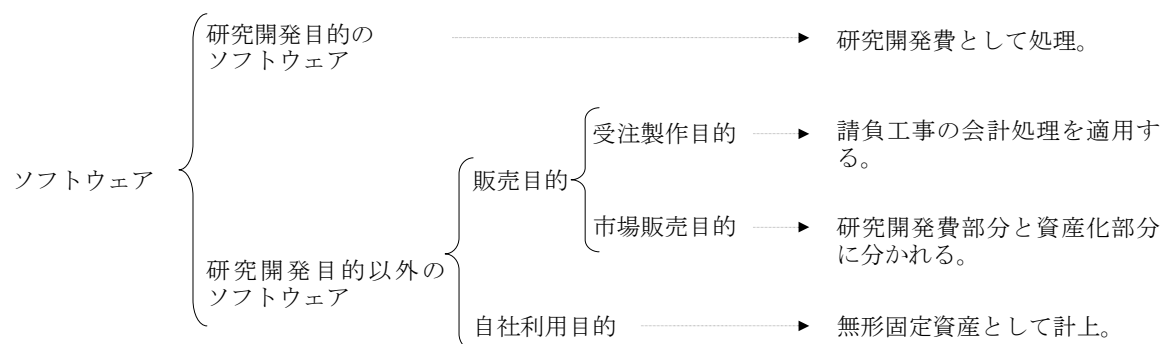 研究開発目的の
ソフトウェア
研究開発費として処理。
受注製作目的
請負工事の会計処理を適用す
る。
ソフトウェア
販売目的
市場販売目的
研究開発費部分と資産化部分
に分かれる。
研究開発目的以外の
ソフトウェア
自社利用目的
無形固定資産として計上。